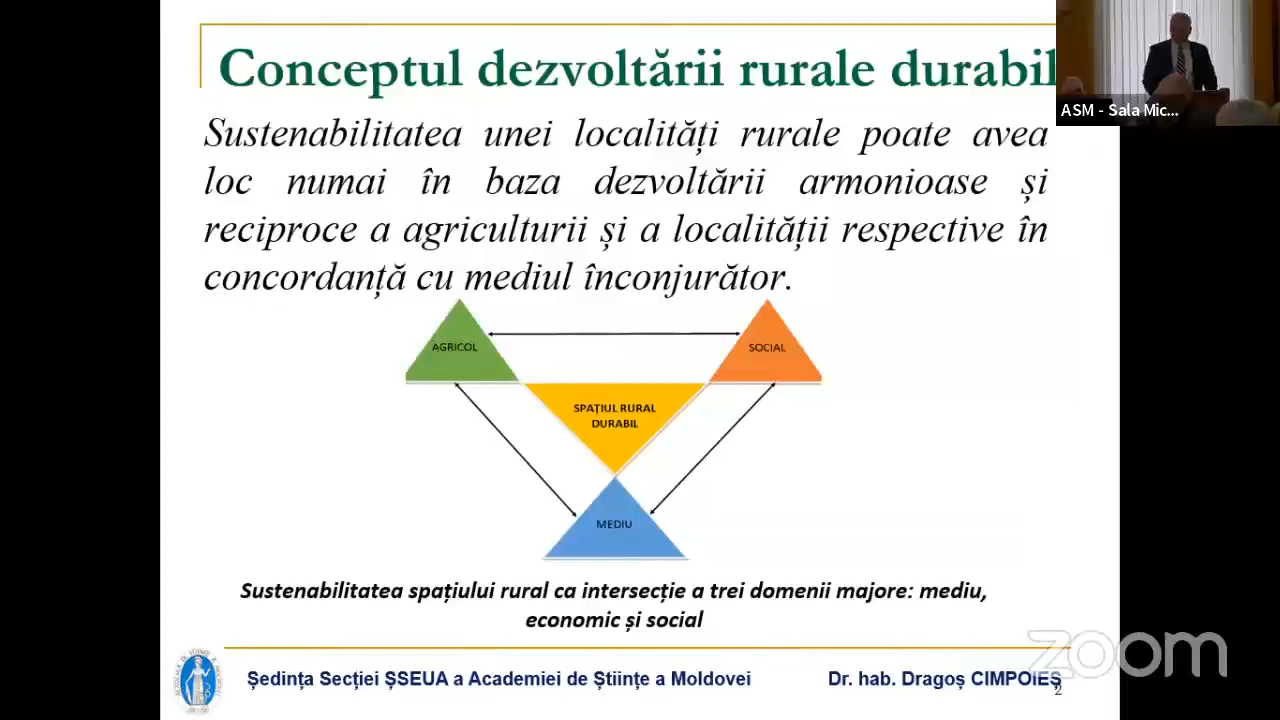 Conceptul dezvoltării rurale durabil
ASM - Sala Mic...
Sustenabilitatea unei localități rurale poate avea
loc numai în baza dezvoltării armonioase și
reciproce a agriculturii și a localității respective în
concordanță cu mediul înconjurător.
AGRICOL
SOCIAL
SPAȚIUL RURAL
DURABIL
MEDIU
Sustenabilitatea spațiului rural ca intersecție a trei domenii majore: mediu,
economic și social
zoom
Ședința Secției ȘSEUA a Academiei de Științe a Moldovei
Dr. hab. Dragoș CIMPOIEȘ
2